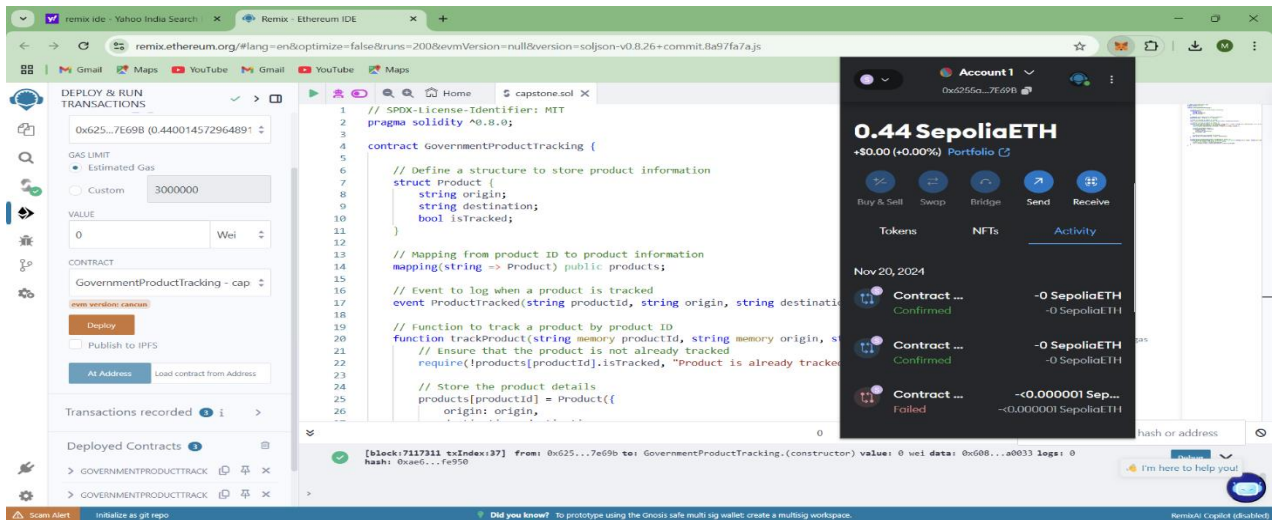 remix ide - Yahoo India Search
Remix - Ethereum IDE
remix.ethereum.org/#lang=en&optimize=false&runs=200&evmVersion=null&version=soljson-v0.8.26+commit.8a97fa7a.js
M
Gmail
Maps
YouTube
Gmail
YouTube
Maps
DEPLOY & RUN
TRANSACTIONS
0x625...7E69B (0.44001457296489
GAS LIMIT
Estimated Gas
Custom
3000000
VALUE
0
Wei
CONTRACT
GovernmentProductTracking - cap
evm version: cancun
Deploy
Publish to IPFS
At Address
Load contract from Address
Transactions recorded 3 i
Deployed Contracts 3
GOVERNMENTPRODUCTTRACK
GOVERNMENTPRODUCTTRACK
Home
capstone.sol
1 // SPDX-License-Identifier: MIT
2 pragma solidity ^0.8.0;
3
4 contract GovernmentProductTracking {
5
6 // Define a structure to store product information
7 struct Product {
8 string origin;
9 string destination;
10 bool isTracked;
11 }
12
13 // Mapping from product ID to product information
14 mapping(string => Product) public products;
15
16 // Event to log when a product is tracked
17 event ProductTracked(string productId, string origin, string destinatio
18
19 // Function to track a product by product ID
20 function trackProduct(string memory productId, string memory origin, st
21 // Ensure that the product is not already tracked
22 require(!products[productId].isTracked, "Product is already tracke
23
24 // Store the product details
25 products[productId] = Product({
26 origin: origin,
gas
S
Account 1
0x6255a...7E69B
0.44 SepoliaETH
+$0.00 (+0.00%) Portfolio
Buy & Sell
Swap
Bridge
Send
Receive
Tokens
NFTs
Activity
Nov 20, 2024
Contract ... -0 SepoliaETH
Confirmed -0 SepoliaETH
Contract ... -0 SepoliaETH
Confirmed -0 SepoliaETH
Contract ... -<0.000001 Sep...
Failed -<0.000001 SepoliaETH
0
hash or address
[block:7117311 txIndex:37] from: 0x625...7e69b to: GovernmentProductTracking.(constructor) value: 0 wei data: 0x608...a0033 logs: 0
hash: 0xae6...fe950
Debug
I'm here to help you!
>
Scam Alert
Initialize as git repo
Did you know? To prototype using the Gnosis safe multi sig wallet: create a multisig workspace.
RemixAI Copilot (disabled)